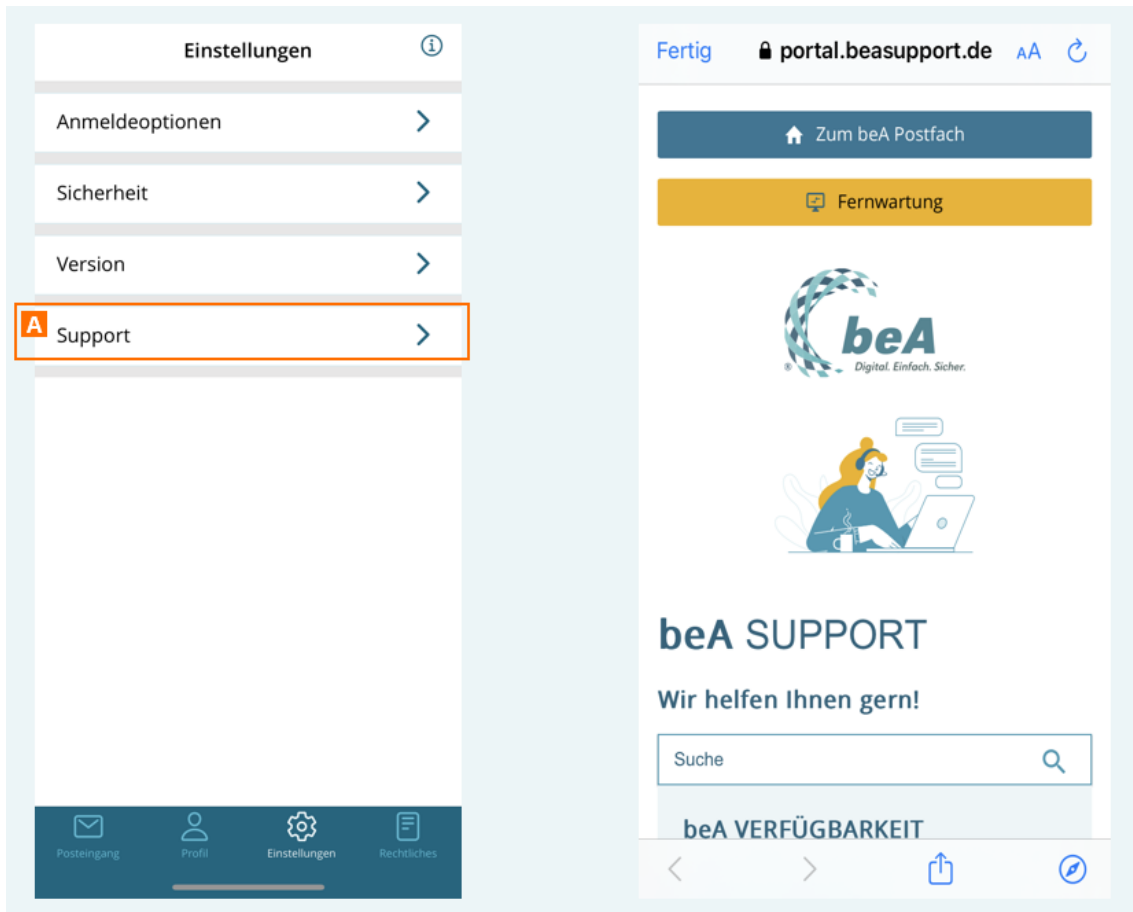 Einstellungen
Anmeldeoptionen
Sicherheit
Version
A
Support
Posteingang
Profil
Einstellungen
Rechtliches
Fertig
portal.beasupport.de
AA
Zum beA Postfach
Fernwartung
beA
®
Digital. Einfach. Sicher.
beA SUPPORT
Wir helfen Ihnen gern!
Suche
beA VERFÜGBARKEIT